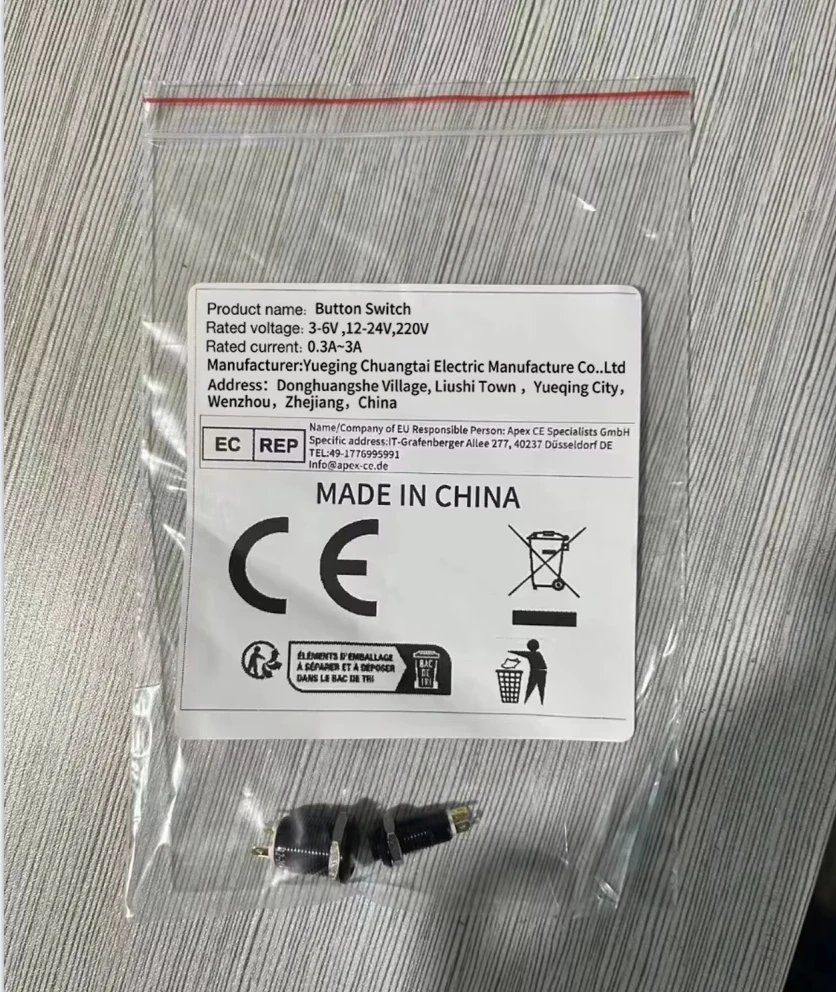 Product name: Button Switch
Rated voltage: 3-6V ,12-24V,220V
Rated current: 0.3A~3A
Manufacturer:Yueging Chuangtai Electric Manufacture Co..Ltd
Address: Donghuangshe Village, Liushi Town , Yueqing City,
Wenzhou, Zhejiang, China
EC REP
Name/Company of EU Responsible Person: Apex CE Specialists GmbH
Specific address:IT-Grafenberger Allee 277, 40237 Düsseldorf DE
TEL:49-1776995991
Info@apex-ce.de
MADE IN CHINA
CE
ÉLÉMENTS D'EMBALLAGE
À SÉPARER ET À DÉPOSER
DANS LE BAC DE TRI
BAC
DE
TRI